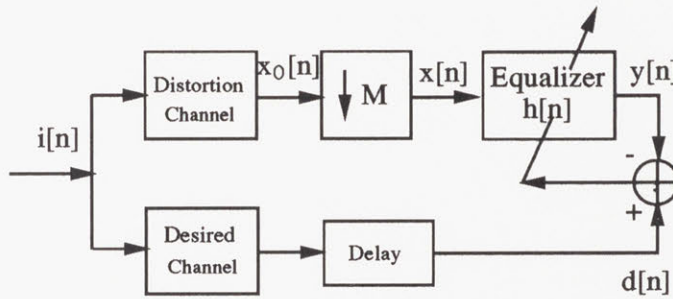 Distortion
Channel
x₀[n]
↓ M
x[n]
Equalizer
h[n]
y[n]
i[n]
-
+
Desired
Channel
Delay
d[n]